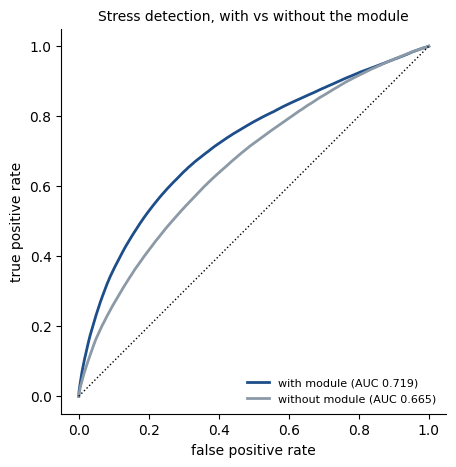 Stress detection, with vs without the module
true positive rate
1.0
0.8
0.6
0.4
0.2
0.0
with module (AUC 0.719)
without module (AUC 0.665)
0.0 0.2 0.4 0.6 0.8 1.0
false positive rate